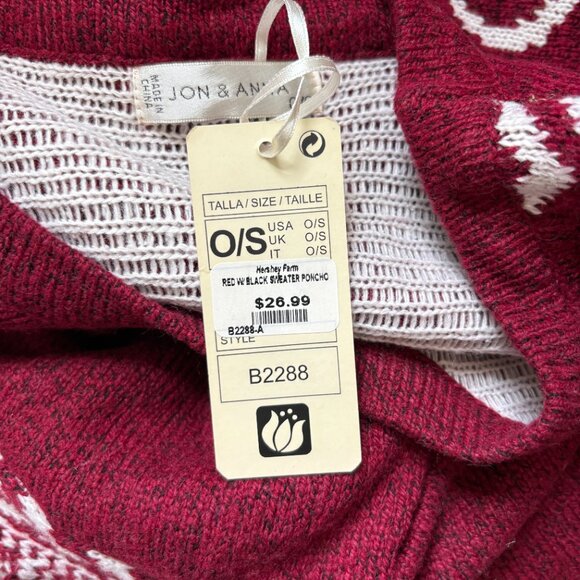 MADE IN
CHINA
JON & ANNA
TALLA / SIZE / TAILLE
O/S
USA O/S
UK O/S
IT O/S
Hershey Farm
RED W/ BLACK SWEATER PONCHO
$26.99
B2288-A
STYLE
B2288